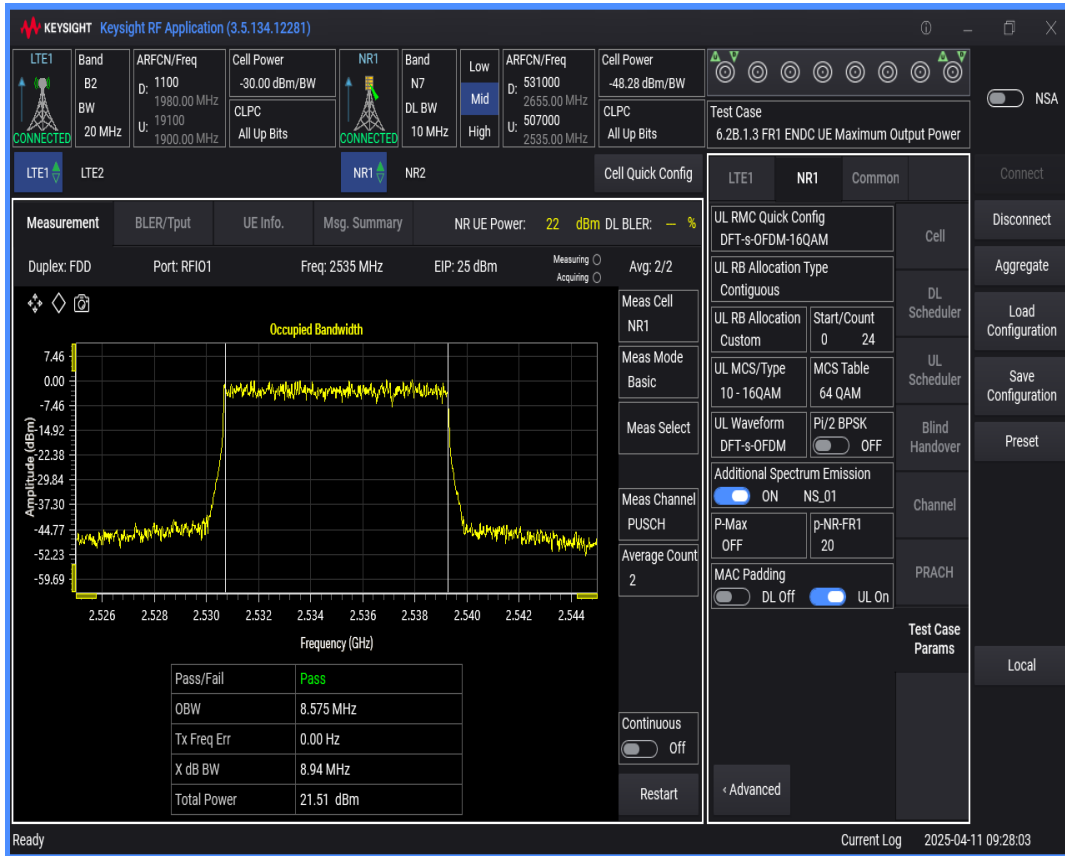 KEYSIGHT Keysight RF Application (3.5.134.12281)
LTE1 Band ARFCN/Freq Cell Power NR1 Band Low ARFCN/Freq Cell Power
B2 D: 1100 -30.00 dBm/BW N7 D: 531000 -48.28 dBm/BW
1980.00 MHz Mid 2655.00 MHz
BW U: 19100 CLPC DL BW U: 507000 CLPC
CONNECTED 20 MHz 1900.00 MHz All Up Bits CONNECTED 10 MHz High 2535.00 MHz All Up Bits
Test Case
6.2B.1.3 FR1 ENDC UE Maximum Output Power
NSA
LTE1 LTE2 NR1 NR2 Cell Quick Config
LTE1 NR1 Common
Connect
Disconnect
Aggregate
Load
Configuration
Save
Configuration
Preset
Local
Measurement BLER/Tput UE Info. Msg. Summary NR UE Power: 22 dBm DL BLER: — %
Duplex: FDD Port: RFIO1 Freq: 2535 MHz EIP: 25 dBm Measuring Avg: 2/2
Acquiring
Occupied Bandwidth
Amplitude (dBm)
7.46
0.00
-7.46
-14.92
-22.38
-29.84
-37.30
-44.77
-52.23
-59.69
2.526 2.528 2.530 2.532 2.534 2.536 2.538 2.540 2.542 2.544
Frequency (GHz)
Pass/Fail Pass
OBW 8.575 MHz
Tx Freq Err 0.00 Hz
X dB BW 8.94 MHz
Total Power 21.51 dBm
Meas Cell
NR1
Meas Mode
Basic
Meas Select
Meas Channel
PUSCH
Average Count
2
Continuous
Off
Restart
UL RMC Quick Config
DFT-s-OFDM-16QAM
UL RB Allocation Type
Contiguous
UL RB Allocation Start/Count
Custom 0 24
UL MCS/Type MCS Table
10 - 16QAM 64 QAM
UL Waveform Pi/2 BPSK
DFT-s-OFDM OFF
Additional Spectrum Emission
ON NS_01
P-Max p-NR-FR1
OFF 20
MAC Padding
DL Off UL On
‹ Advanced
Cell
DL
Scheduler
UL
Scheduler
Blind
Handover
Channel
PRACH
Test Case
Params
Ready Current Log 2025-04-11 09:28:03